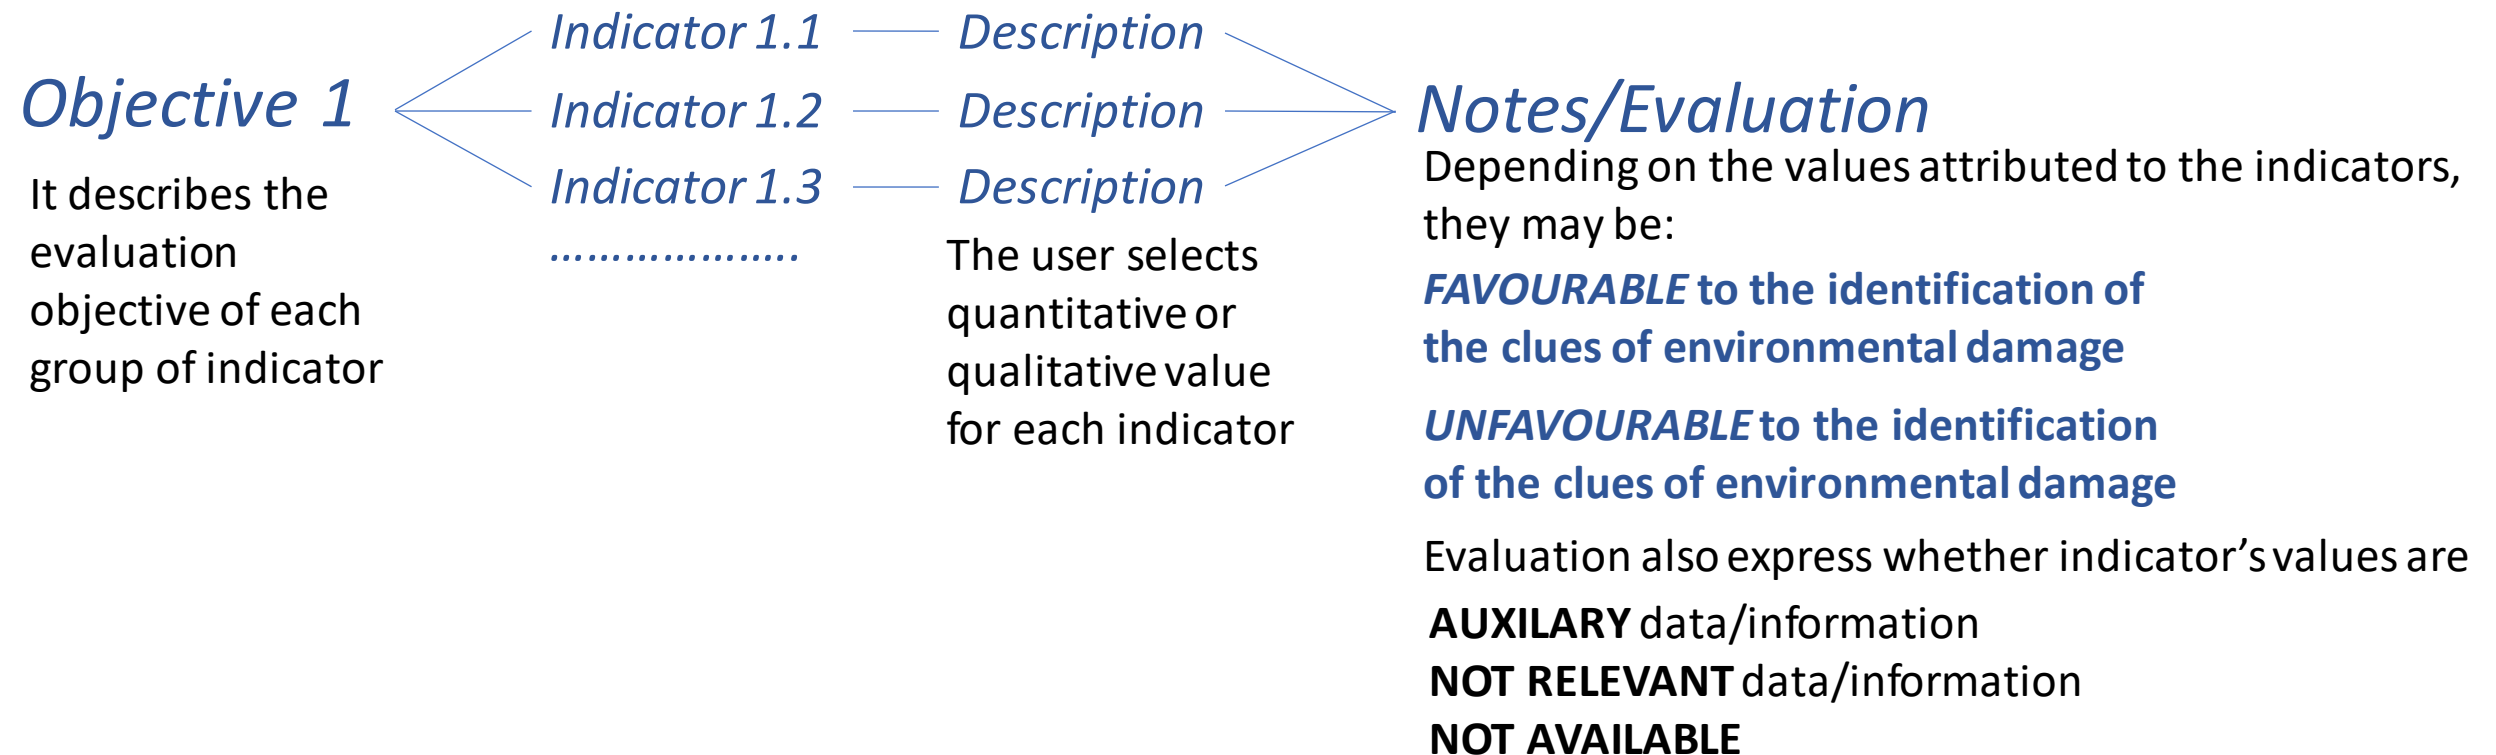 Objective 1
It describes the
evaluation
objective of each
group of indicator
Indicator 1.1
Indicator 1.2
Indicator 1.3
....................
Description
Description
Description
The user selects
quantitative or
qualitative value
for each indicator
Notes/Evaluation
Depending on the values attributed to the indicators,
they may be:
FAVOURABLE to the identification of
the clues of environmental damage
UNFAVOURABLE to the identification
of the clues of environmental damage
Evaluation also express whether indicator’s values are
AUXILARY data/information
NOT RELEVANT data/information
NOT AVAILABLE